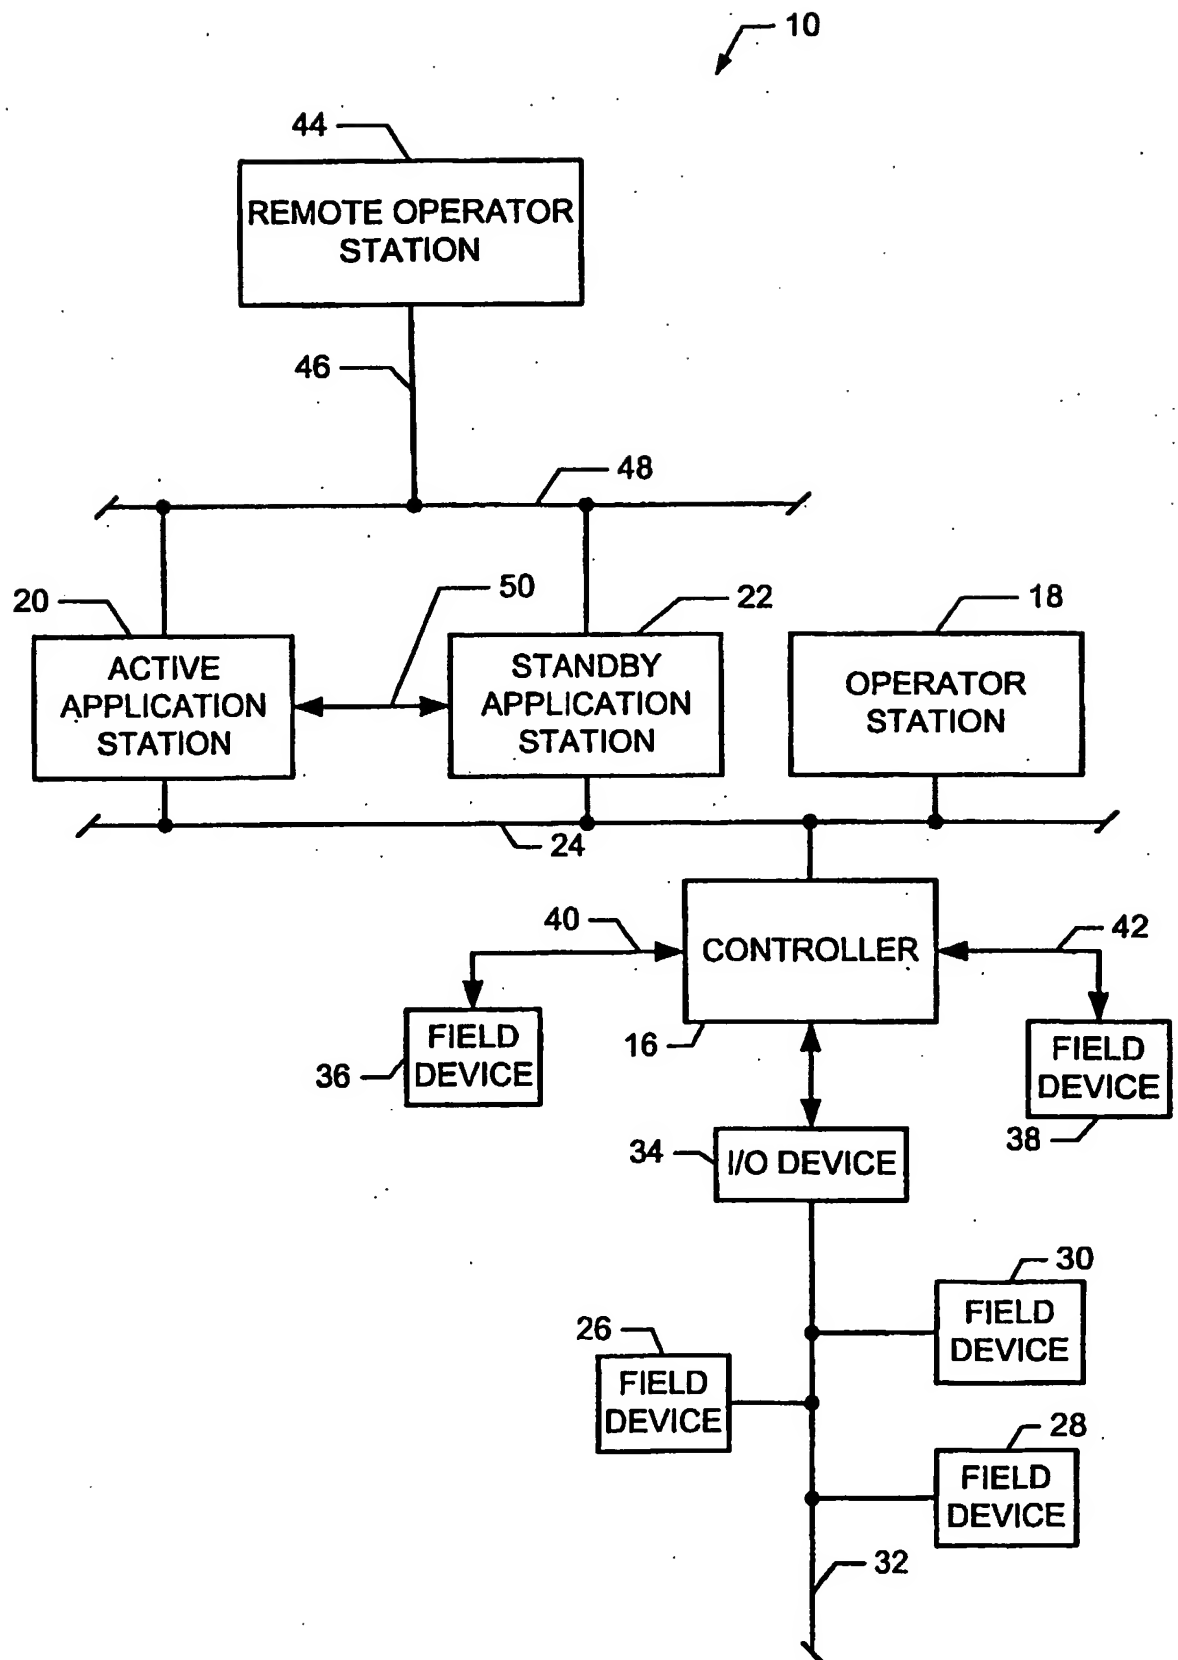 10
44
REMOTE OPERATOR
STATION
46
48
20
50
22
18
ACTIVE
APPLICATION
STATION
STANDBY
APPLICATION
STATION
OPERATOR
STATION
24
40
CONTROLLER
42
16
FIELD
DEVICE
36
FIELD
DEVICE
38
34
I/O DEVICE
30
FIELD
DEVICE
26
FIELD
DEVICE
28
FIELD
DEVICE
32